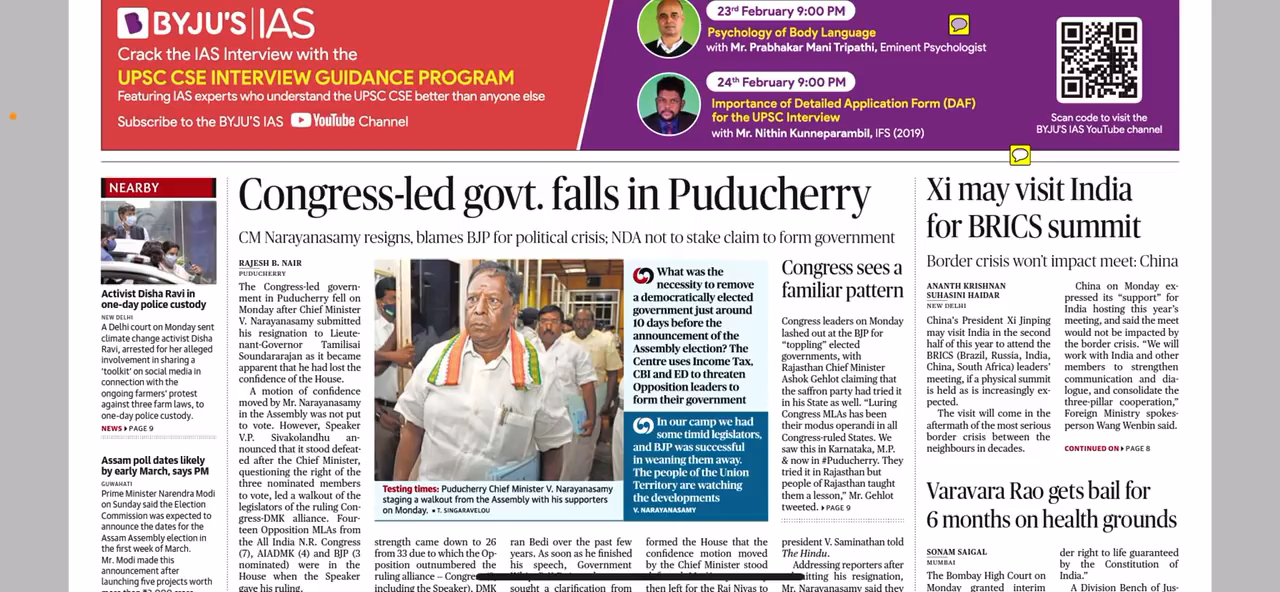 BYJU'S IAS
Crack the IAS Interview with the
UPSC CSE INTERVIEW GUIDANCE PROGRAM
Featuring IAS experts who understand the UPSC CSE better than anyone else
Subscribe to the BYJU'S IAS YouTube Channel
23rd February 9:00 PM
Psychology of Body Language
with Mr. Prabhakar Mani Tripathi, Eminent Psychologist
24th February 9:00 PM
Importance of Detailed Application Form (DAF)
for the UPSC Interview
with Mr. Nithin Kunneparambil, IFS (2019)
Scan code to visit the
BYJU'S IAS YouTube channel
NEARBY
Activist Disha Ravi in
one-day police custody
NEW DELHI
A Delhi court on Monday sent
climate change activist Disha
Ravi, arrested for her alleged
involvement in sharing a
'toolkit' on social media in
connection with the
ongoing farmers' protest
against three farm laws, to
one-day police custody.
NEWS PAGE 9
Assam poll dates likely
by early March, says PM
GUWAHATI
Prime Minister Narendra Modi
on Sunday said the Election
Commission was expected to
announce the dates for the
Assam Assembly election in
the first week of March.
Mr. Modi made this
announcement after
launching five projects worth
Congress-led govt. falls in Puducherry
CM Narayanasamy resigns, blames BJP for political crisis; NDA not to stake claim to form government
RAJESH B. NAIR
PUDUCHERRY
The Congress-led govern-
ment in Puducherry fell on
Monday after Chief Minister
V. Narayanasamy submitted
his resignation to Lieute-
nant-Governor Tamilisai
Soundararajan as it became
apparent that he had lost the
confidence of the House.
A motion of confidence
moved by Mr. Narayanasamy
in the Assembly was not put
to vote. However, Speaker
V.P. Sivakolandhu an-
nounced that it stood defeat-
ed after the Chief Minister,
questioning the right of the
three nominated members
to vote, led a walkout of the
legislators of the ruling Con-
gress-DMK alliance. Four-
teen Opposition MLAs from
the All India N.R. Congress
(7), AIADMK (4) and BJP (3
nominated) were in the
House when the Speaker
gave his ruling.
Testing times: Puducherry Chief Minister V. Narayanasamy
staging a walkout from the Assembly with his supporters
on Monday. T. SINGARAVELOU
What was the
necessity to remove
a democratically elected
government just around
10 days before the
announcement of the
Assembly election? The
Centre uses Income Tax,
CBI and ED to threaten
Opposition leaders to
form their government
In our camp we had
some timid legislators,
and BJP was successful
in weaning them away.
The people of the Union
Territory are watching
the developments
V. NARAYANASAMY
strength came down to 26
from 33 due to which the Op-
position outnumbered the
ruling alliance –
including the Speaker), DMK
ran Bedi over the past few
years. As soon as he finished
his speech, Government
sought a clarification from
formed the House that the
confidence motion moved
by the Chief Minister stood
then left for the Raj Niwas to
Congress sees a
familiar pattern
Congress leaders on Monday
lashed out at the BJP for
"toppling" elected
governments, with
Rajasthan Chief Minister
Ashok Gehlot claiming that
the saffron party had tried it
in his State as well. "Luring
Congress MLAs has been
their modus operandi in all
Congress-ruled States. We
saw this in Karnataka, M.P.
& now in #Puducherry. They
tried it in Rajasthan but
people of Rajasthan taught
them a lesson," Mr. Gehlot
tweeted. PAGE 9
president V. Saminathan told
The Hindu.
Addressing reporters after
his resignation,
Mr. Narayanasamy said they
Xi may visit India
for BRICS summit
Border crisis won't impact meet: China
ANANTH KRISHNAN
SUHASINI HAIDAR
NEW DELHI
China's President Xi Jinping
may visit India in the second
half of this year to attend the
BRICS (Brazil, Russia, India,
China, South Africa) leaders'
meeting, if a physical summit
is held as is increasingly ex-
pected.
The visit will come in the
aftermath of the most serious
border crisis between the
neighbours in decades.
China on Monday ex-
pressed its "support" for
India hosting this year's
meeting, and said the meet
would not be impacted by
the border crisis. "We will
work with India and other
members to strengthen
communication and dia-
logue, and consolidate the
three-pillar cooperation,"
Foreign Ministry spokes-
person Wang Wenbin said.
CONTINUED ON PAGE 8
Varavara Rao gets bail for
6 months on health grounds
SONAM SAIGAL
MUMBAI
The Bombay High Court on
Monday granted interim
der right to life guaranteed
by the Constitution of
India."
A Division Bench of Jus-